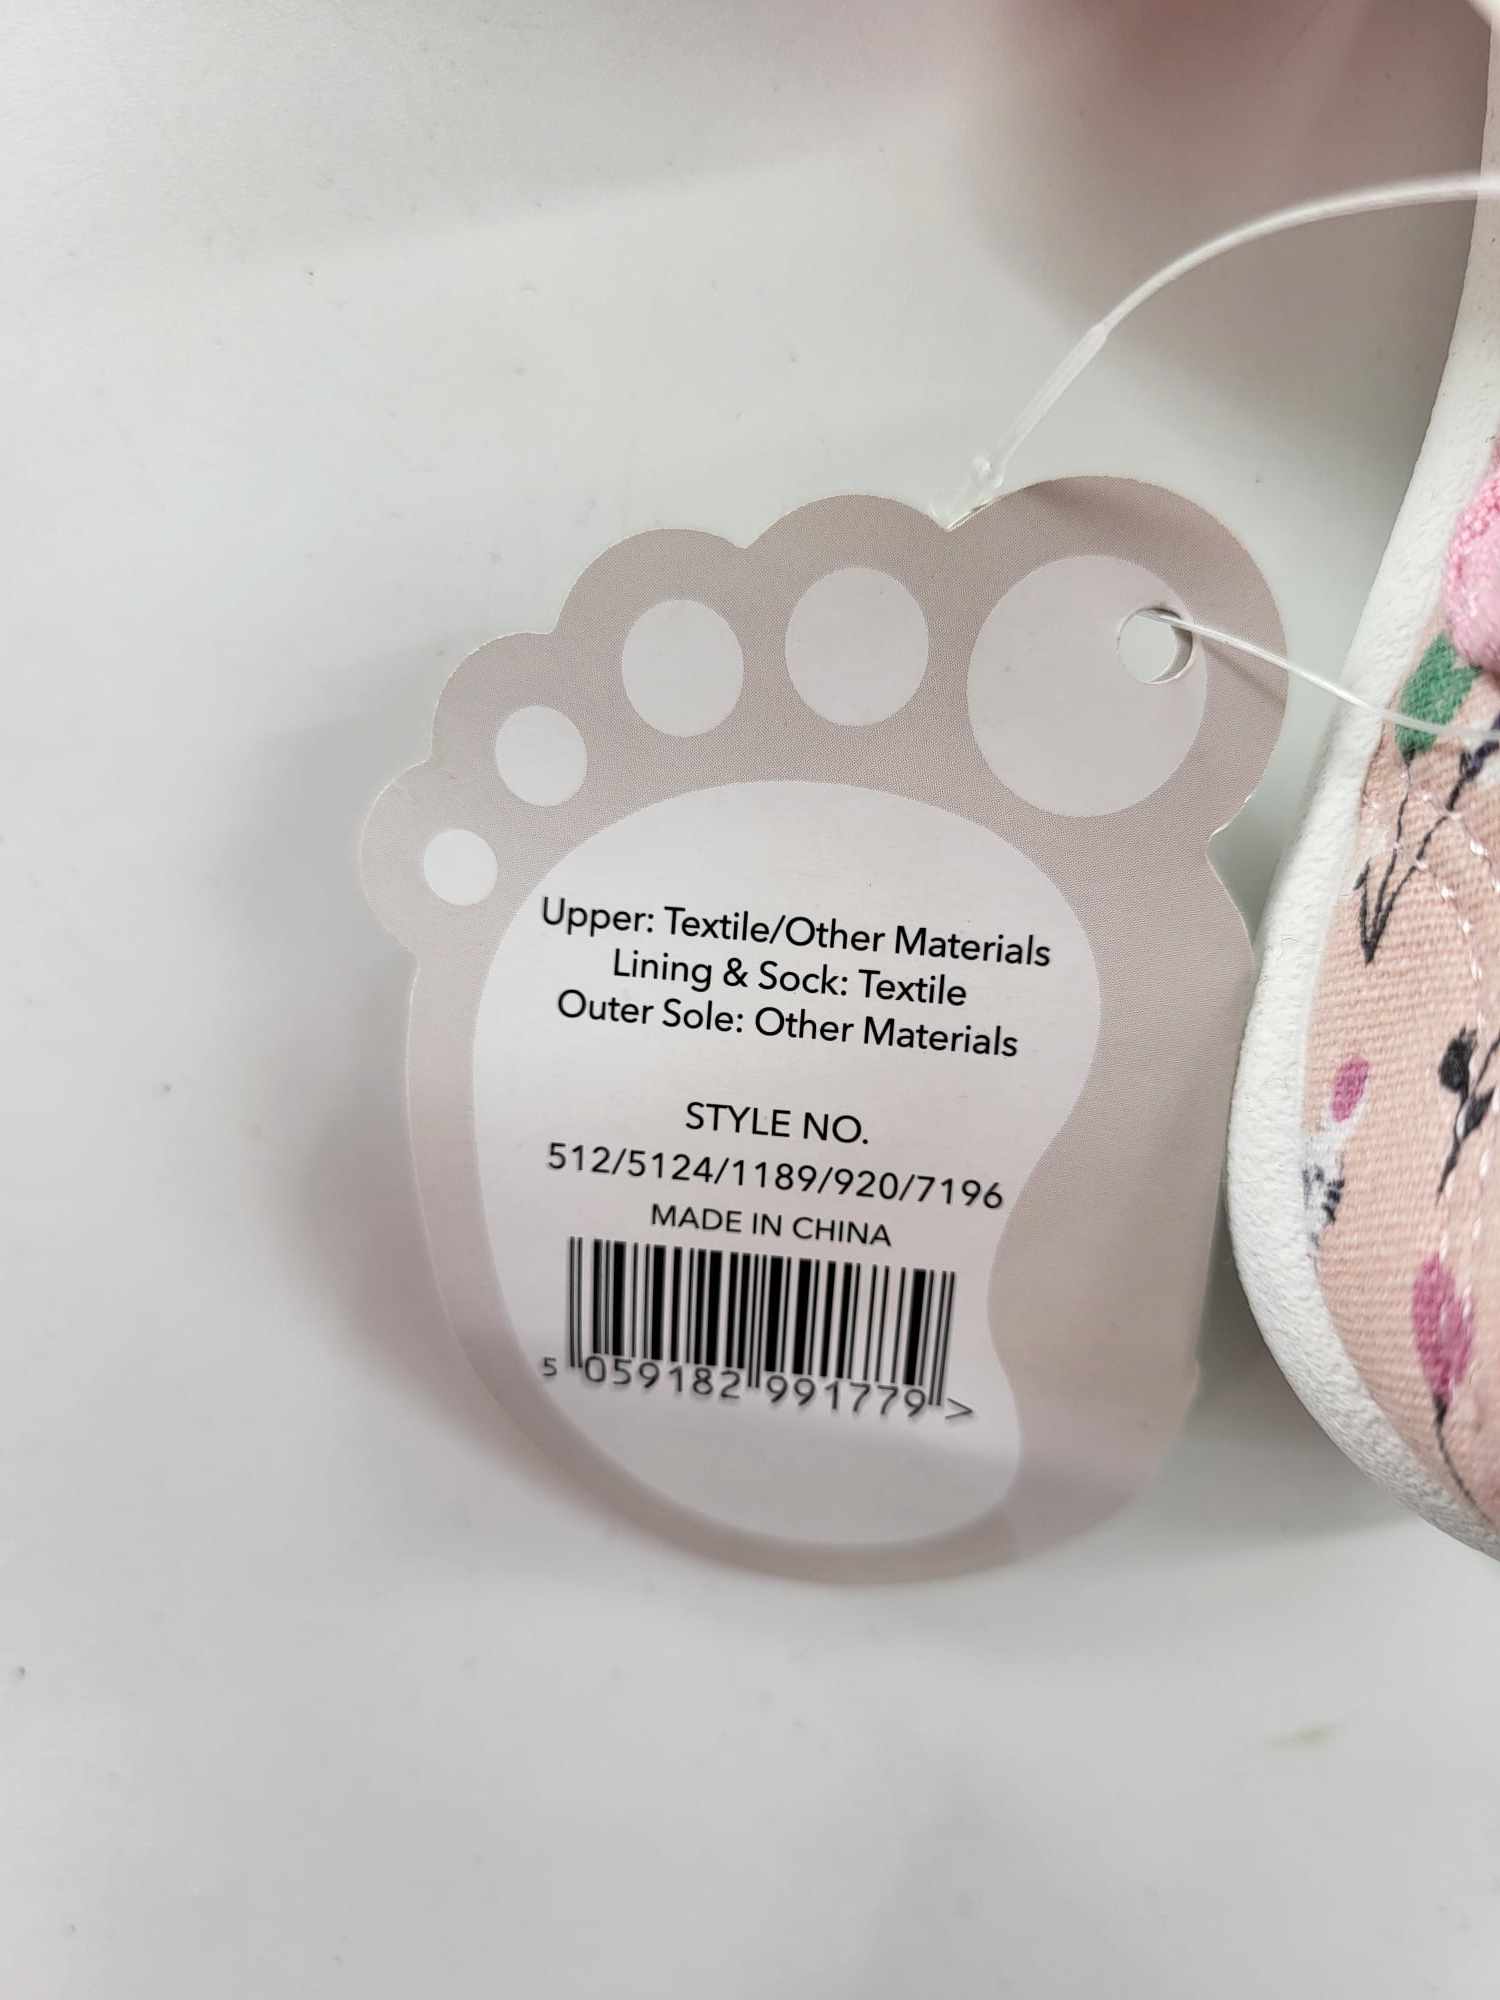 Upper: Textile/Other Materials
Lining & Sock: Textile
Outer Sole: Other Materials
STYLE NO.
512/5124/1189/920/7196
MADE IN CHINA
5 059182 991779 >